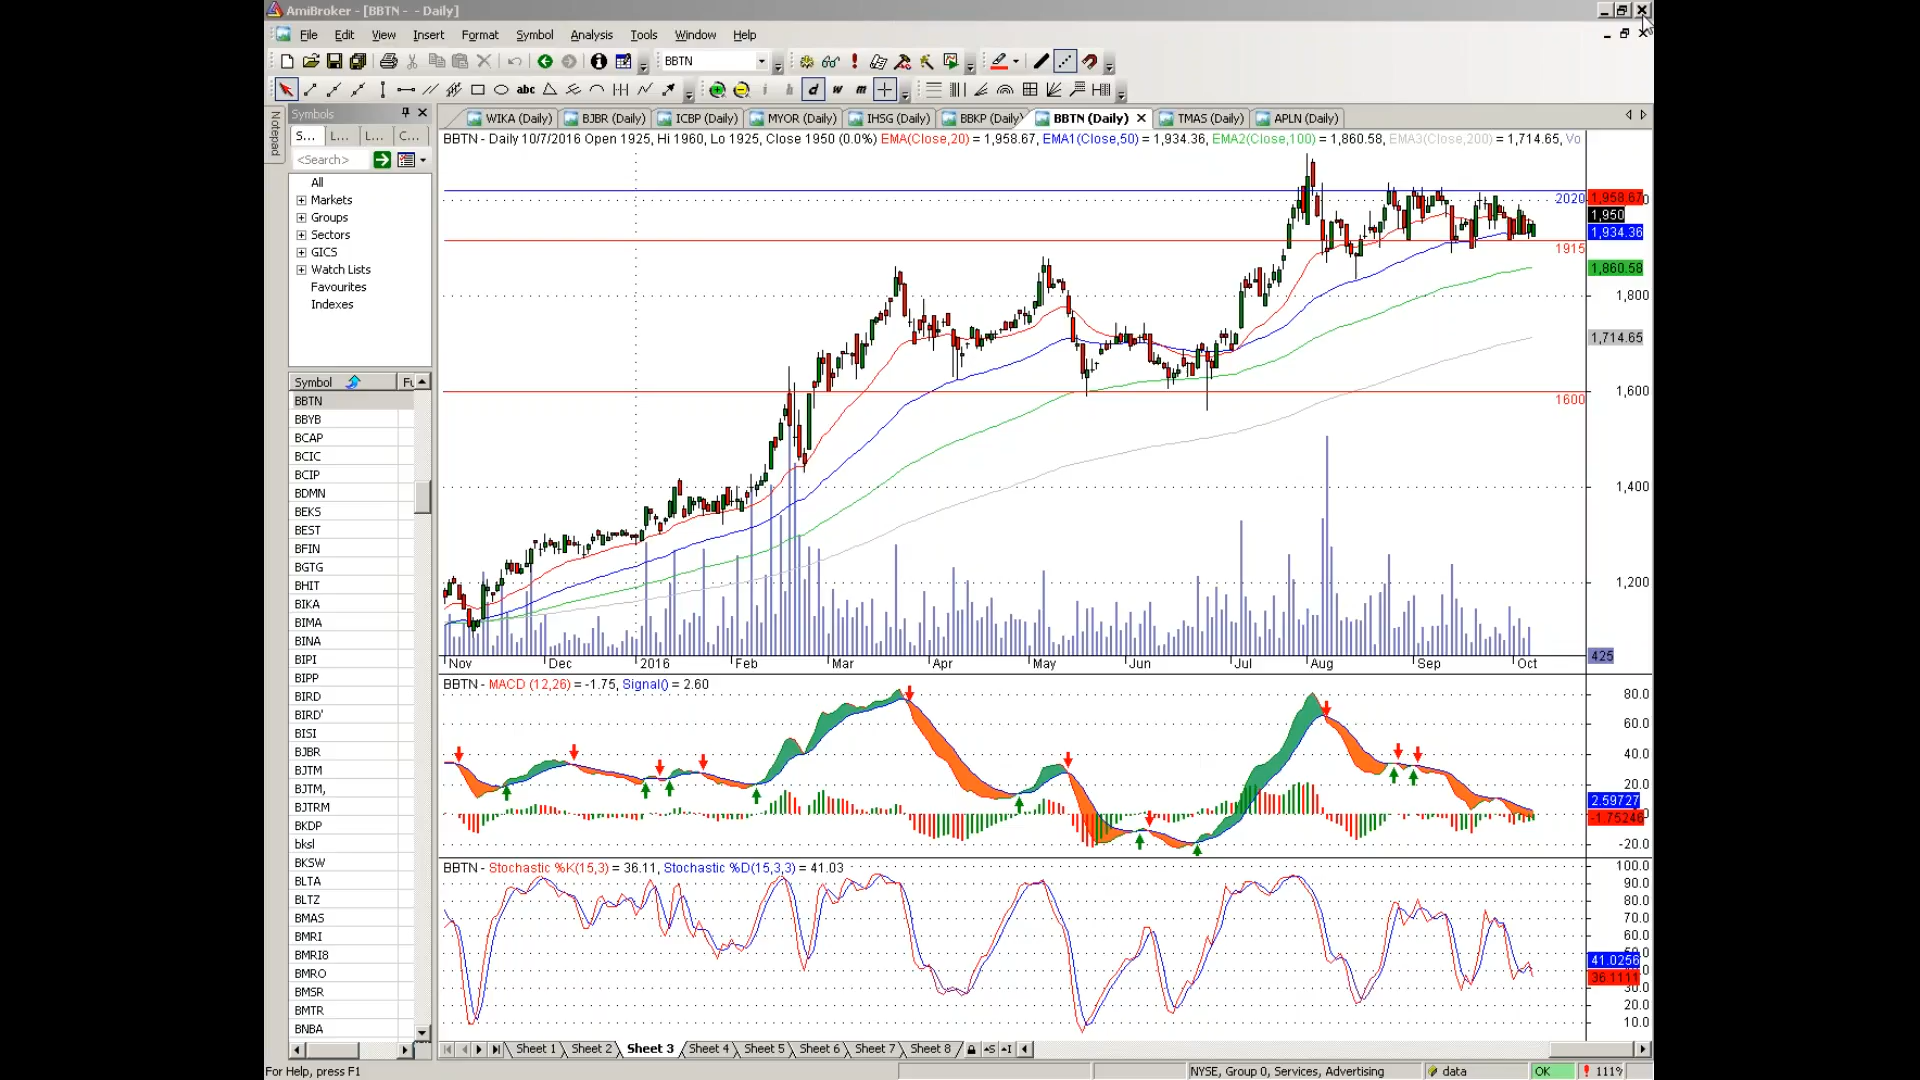 AmiBroker - [BBTN - - Daily]
File Edit View Insert Format Symbol Analysis Tools Window Help
BBTN
abc i h d w m
Symbols
Notepad
S... L... L... C...
<Search>
All
Markets
Groups
Sectors
GICS
Watch Lists
Favourites
Indexes
Symbol Fu
BBTN
BBYB
BCAP
BCIC
BCIP
BDMN
BEKS
BEST
BFIN
BGTG
BHIT
BIKA
BIMA
BINA
BIPI
BIPP
BIRD
BIRD'
BISI
BJBR
BJTM
BJTM,
BJTRM
BKDP
bksl
BKSW
BLTA
BLTZ
BMAS
BMRI
BMRI8
BMRO
BMSR
BMTR
BNBA
WIKA (Daily) BJBR (Daily) ICBP (Daily) MYOR (Daily) IHSG (Daily) BBKP (Daily) BBTN (Daily) TMAS (Daily) APLN (Daily)
BBTN - Daily 10/7/2016 Open 1925, Hi 1960, Lo 1925, Close 1950 (0.0%) EMA(Close,20) = 1,958.67, EMA1(Close,50) = 1,934.36, EMA2(Close,100) = 1,860.58, EMA3(Close,200) = 1,714.65, Vo
2020 1,958.67
1,950
1,934.36
1915
1,860.58
1,800
1,714.65
1,600
1600
1,400
1,200
425
Nov Dec 2016 Feb Mar Apr May Jun Jul Aug Sep Oct
BBTN - MACD (12,26) = -1.75, Signal() = 2.60
80.0
60.0
40.0
20.0
2.59727
-1.75246
-20.0
BBTN - Stochastic %K(15,3) = 36.11, Stochastic %D(15,3,3) = 41.03
100.0
90.0
80.0
70.0
60.0
41.0256
36.1111
30.0
20.0
10.0
Sheet 1 Sheet 2 Sheet 3 Sheet 4 Sheet 5 Sheet 6 Sheet 7 Sheet 8
For Help, press F1 NYSE, Group 0, Services, Advertising data OK